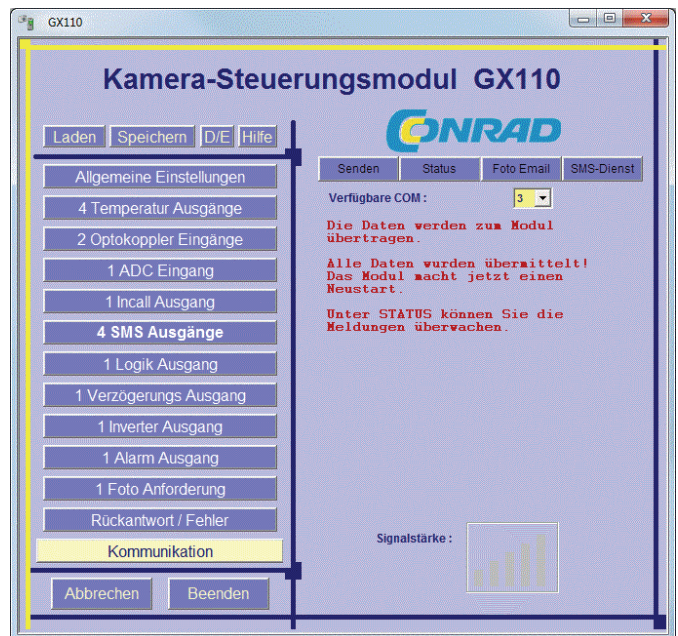 GX110
Kamera-Steuerungsmodul GX110
Laden Speichern D/E Hilfe
Allgemeine Einstellungen
4 Temperatur Ausgänge
2 Optokoppler Eingänge
1 ADC Eingang
1 Incall Ausgang
4 SMS Ausgänge
1 Logik Ausgang
1 Verzögerungs Ausgang
1 Inverter Ausgang
1 Alarm Ausgang
1 Foto Anforderung
Rückantwort / Fehler
Kommunikation
Abbrechen Beenden
CONRAD
Senden Status Foto Email SMS-Dienst
Verfügbare COM : 3
Die Daten werden zum Modul
übertragen.
Alle Daten wurden übermittelt!
Das Modul macht jetzt einen
Neustart.
Unter STATUS können Sie die
Meldungen überwachen.
Signalstärke :